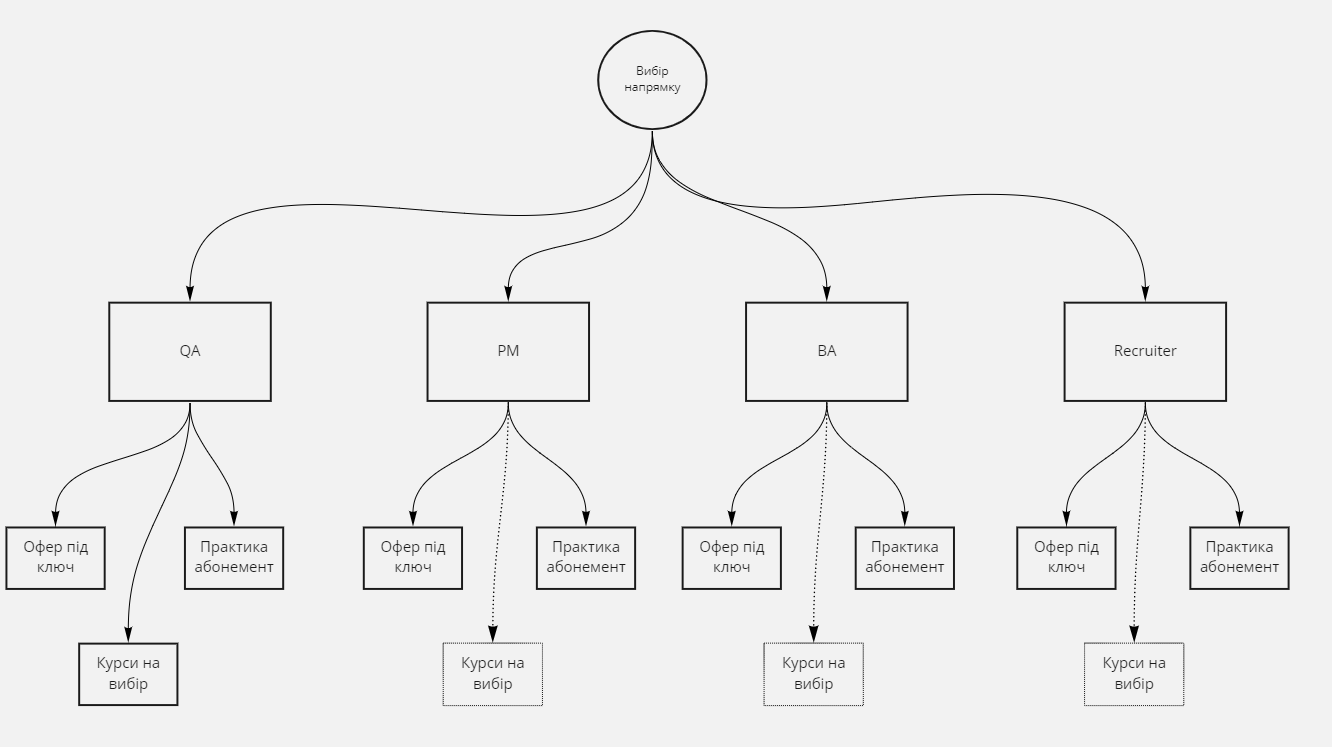 Вибір
напрямку
QA
PM
BA
Recruiter
Офер під
ключ
Практика
абонемент
Офер під
ключ
Практика
абонемент
Офер під
ключ
Практика
абонемент
Офер під
ключ
Практика
абонемент
Курси на
вибір
Курси на
вибір
Курси на
вибір
Курси на
вибір